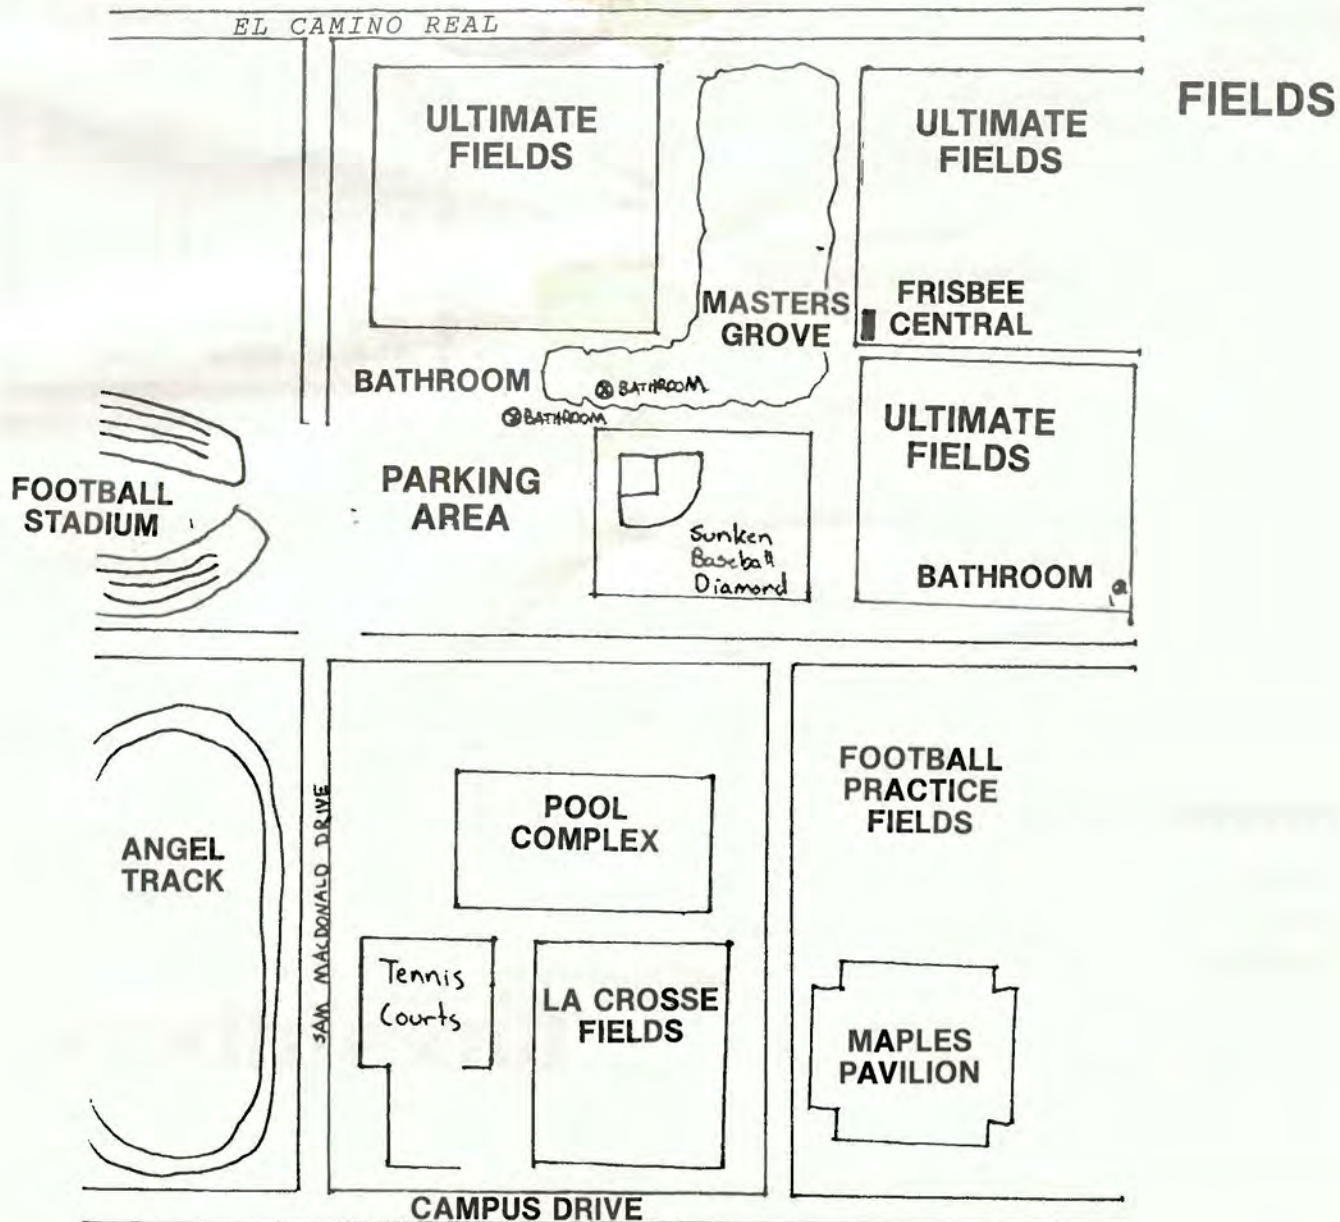 EL CAMINO REAL
FIELDS
ULTIMATE
FIELDS
ULTIMATE
FIELDS
MASTERS
GROVE
FRISBEE
CENTRAL
BATHROOM
BATHROOM
BATHROOM
ULTIMATE
FIELDS
FOOTBALL
STADIUM
PARKING
AREA
Sunken
Baseball
Diamond
BATHROOM
FOOTBALL
PRACTICE
FIELDS
POOL
COMPLEX
ANGEL
TRACK
SAM MACDONALD DRIVE
Tennis
Courts
LA CROSSE
FIELDS
MAPLES
PAVILION
CAMPUS DRIVE